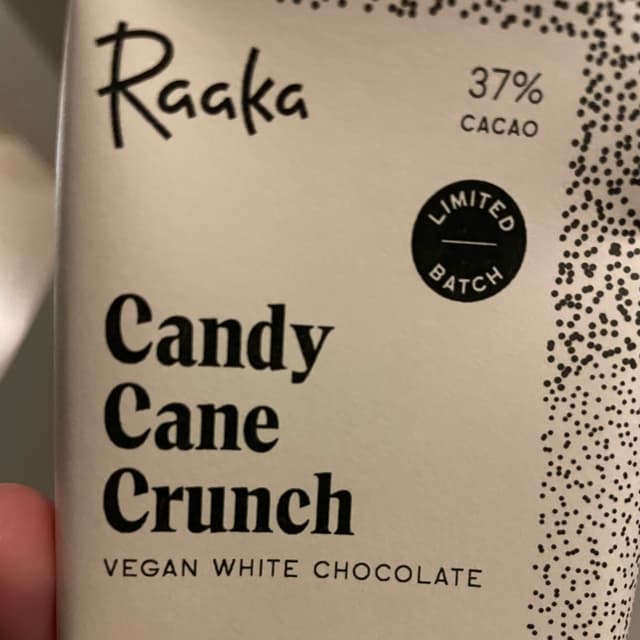 Raaka
37%
CACAO
LIMITED
BATCH
Candy
Cane
Crunch
VEGAN WHITE CHOCOLATE